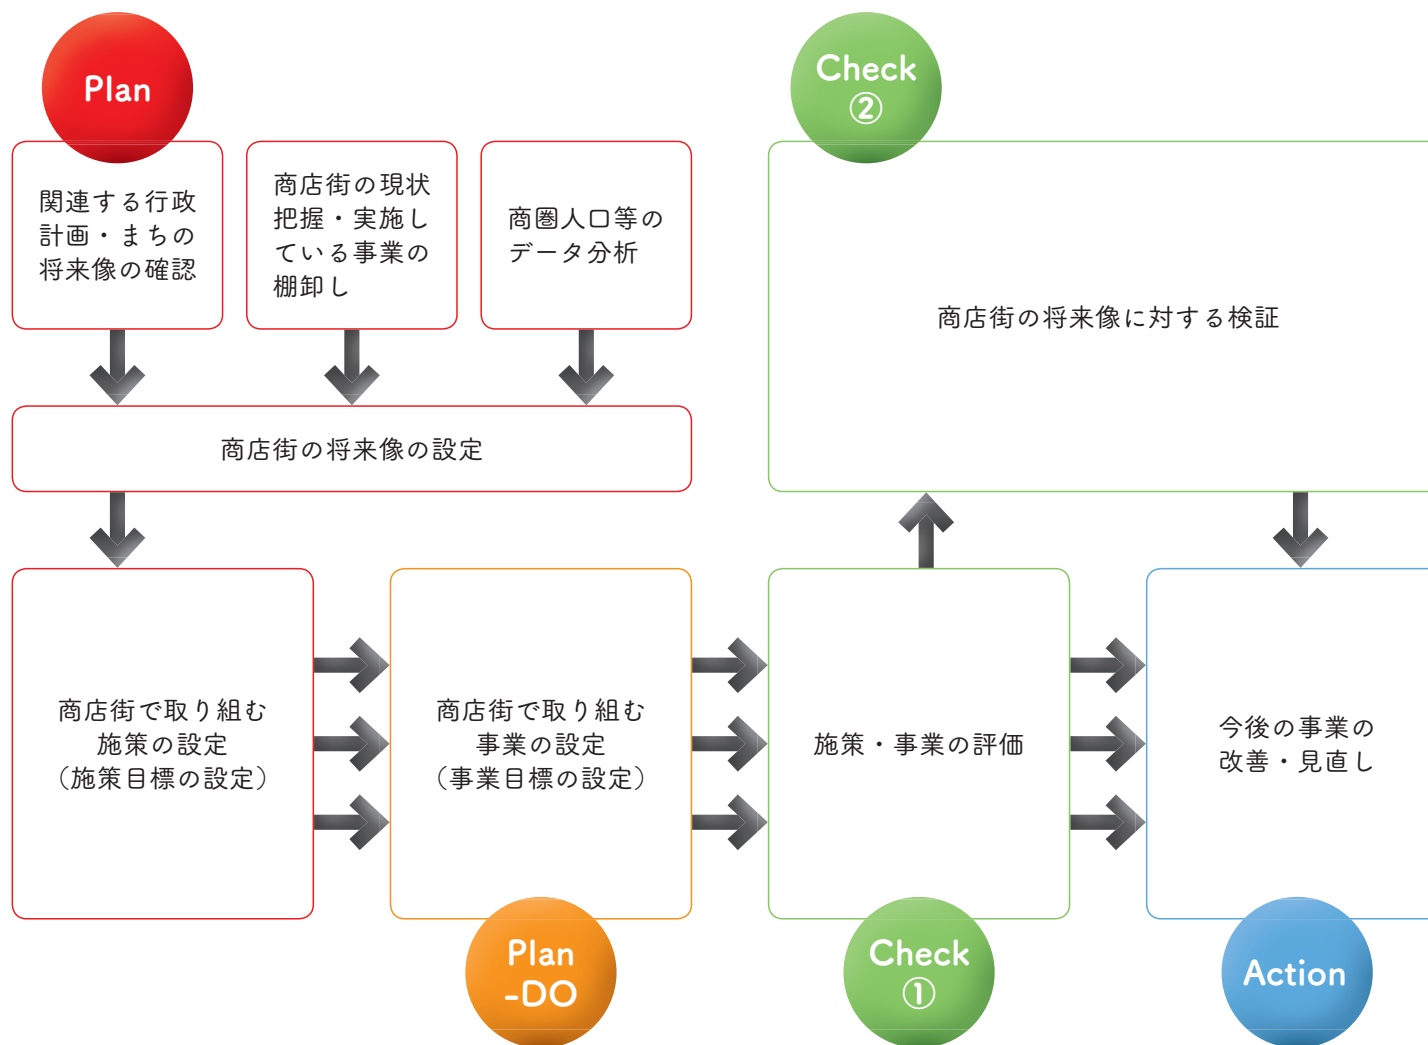 Plan
関連する行政
計画・まちの
将来像の確認
商店街の現状
把握・実施し
ている事業の
棚卸し
商圏人口等の
データ分析
商店街の将来像の設定
商店街で取り組む
施策の設定
（施策目標の設定）
商店街で取り組む
事業の設定
（事業目標の設定）
Plan
-DO
施策・事業の評価
Check
①
Check
②
商店街の将来像に対する検証
今後の事業の
改善・見直し
Action